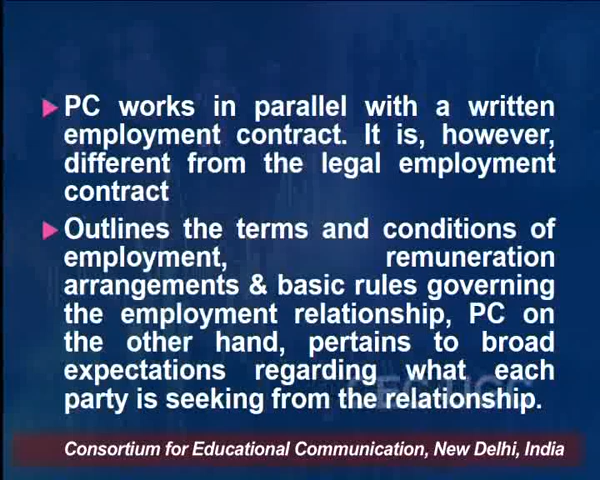 PC works in parallel with a written
employment contract. It is, however,
different from the legal employment
contract
Outlines the terms and conditions of
employment, remuneration
arrangements & basic rules governing
the employment relationship, PC on
the other hand, pertains to broad
expectations regarding what each
party is seeking from the relationship.
CEC-UGC
Consortium for Educational Communication, New Delhi, India